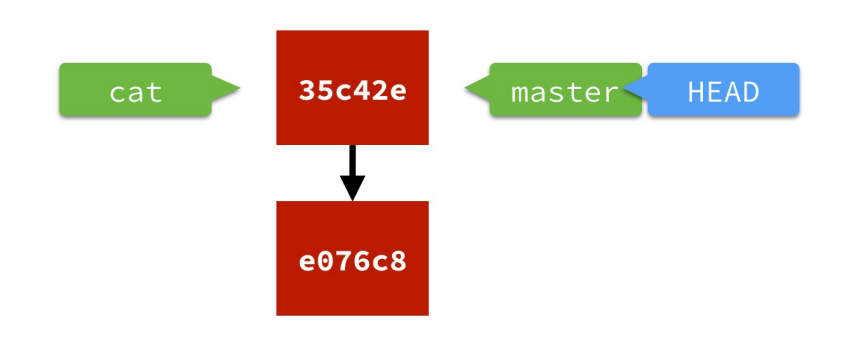 cat
35c42e
master
HEAD
e076c8